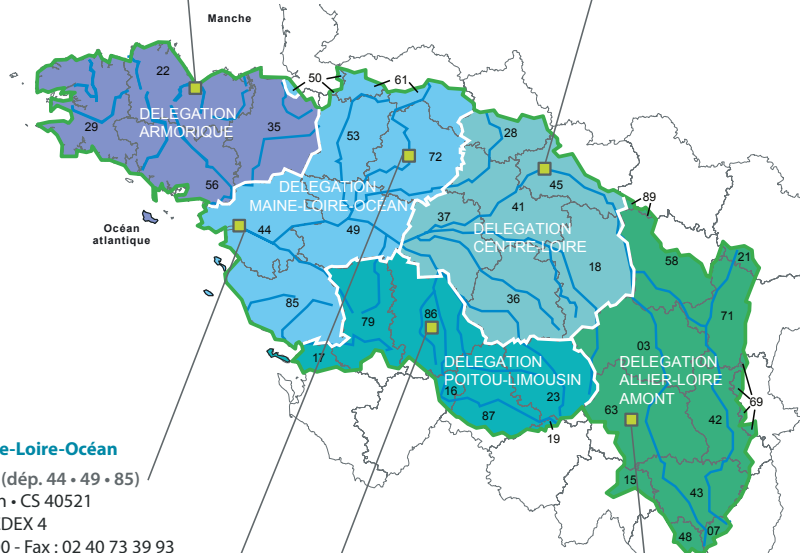 Manche
50
61
22
DELEGATION
ARMORIQUE
29
35
53
72
28
56
DELEGATION
MAINE-LOIRE-OCÉAN
45
41
37
89
Océan
atlantique
44
49
DELEGATION
CENTRE-LOIRE
18
58
21
85
79
86
36
71
17
03
DELEGATION
POITOU-LIMOUSIN
DELEGATION
ALLIER-LOIRE
AMONT
16
23
87
19
63
69
42
15
43
48
07
e-Loire-Océan
(dép. 44 • 49 • 85)
n • CS 40521
DEX 4
0 - Fax : 02 40 73 39 93